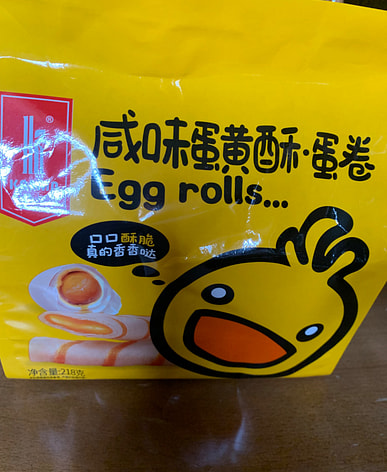 ®
咸味蛋黄酥·蛋卷
Egg rolls...
口口酥脆
真的香香哒
净含量:218克